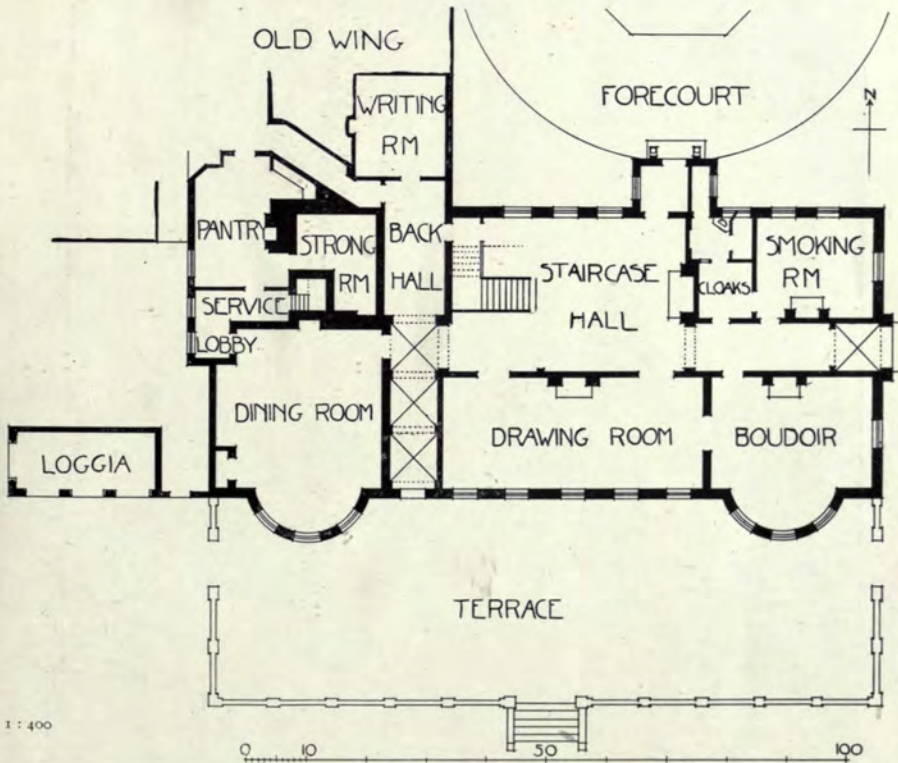 OLD WING
WRITING
RM
FORECOURT
N
PANTRY
STRONG
RM
BACK
HALL
STAIRCASE
HALL
CLOAKS
SMOKING
RM
SERVICE
LOBBY
DINING ROOM
DRAWING ROOM
BOUDOIR
LOGGIA
TERRACE
1 : 400
0 10 50 100